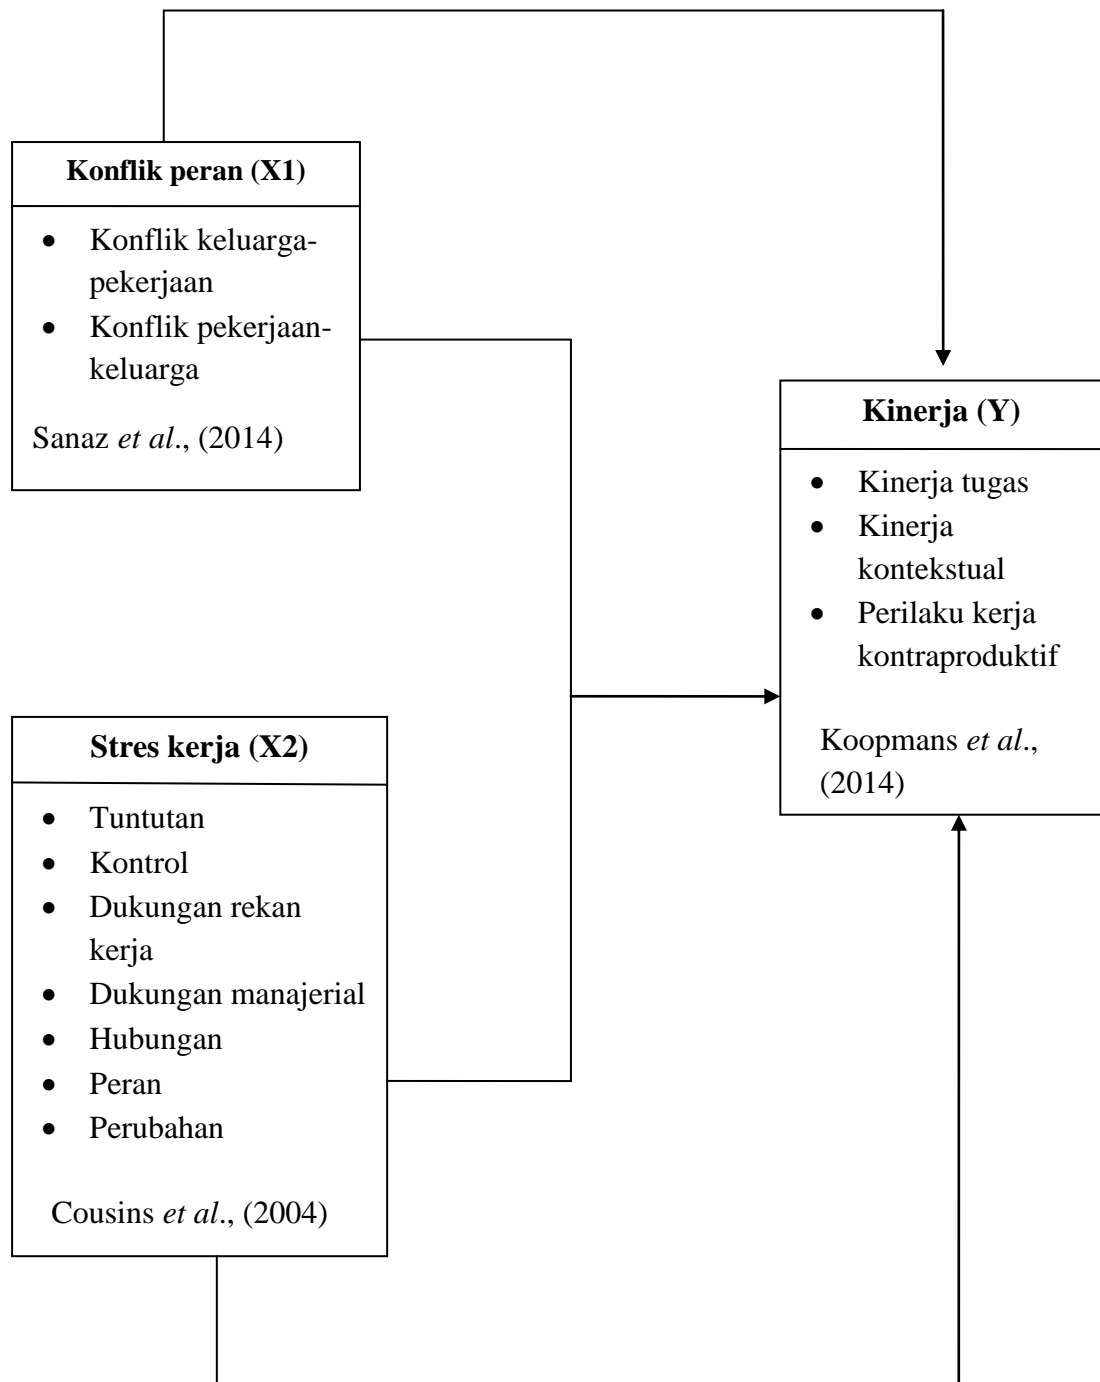 Konflik peran (X1)
• Konflik keluarga-
pekerjaan
• Konflik pekerjaan-
keluarga
Sanaz et al., (2014)
Kinerja (Y)
• Kinerja tugas
• Kinerja
kontekstual
• Perilaku kerja
kontraproduktif
Koopmans et al.,
(2014)
Stres kerja (X2)
• Tuntutan
• Kontrol
• Dukungan rekan
kerja
• Dukungan manajerial
• Hubungan
• Peran
• Perubahan
Cousins et al., (2004)